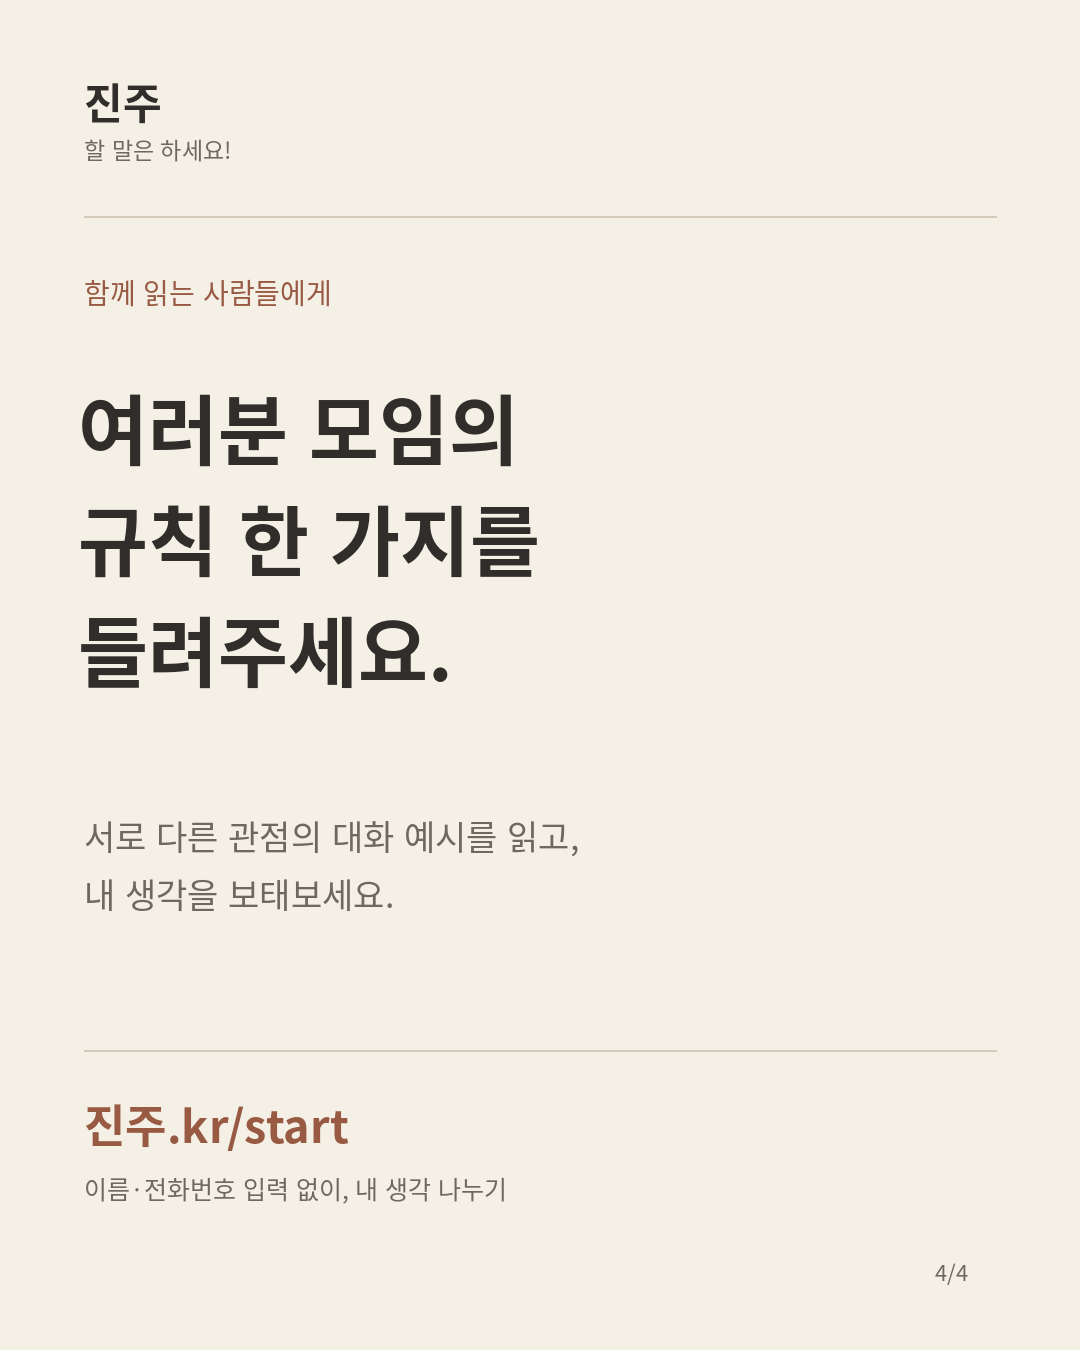 진주
할 말은 하세요!
함께 읽는 사람들에게
여러분 모임의
규칙 한 가지를
들려주세요.
서로 다른 관점의 대화 예시를 읽고,
내 생각을 보태보세요.
진주.kr/start
이름·전화번호 입력 없이, 내 생각 나누기
4/4